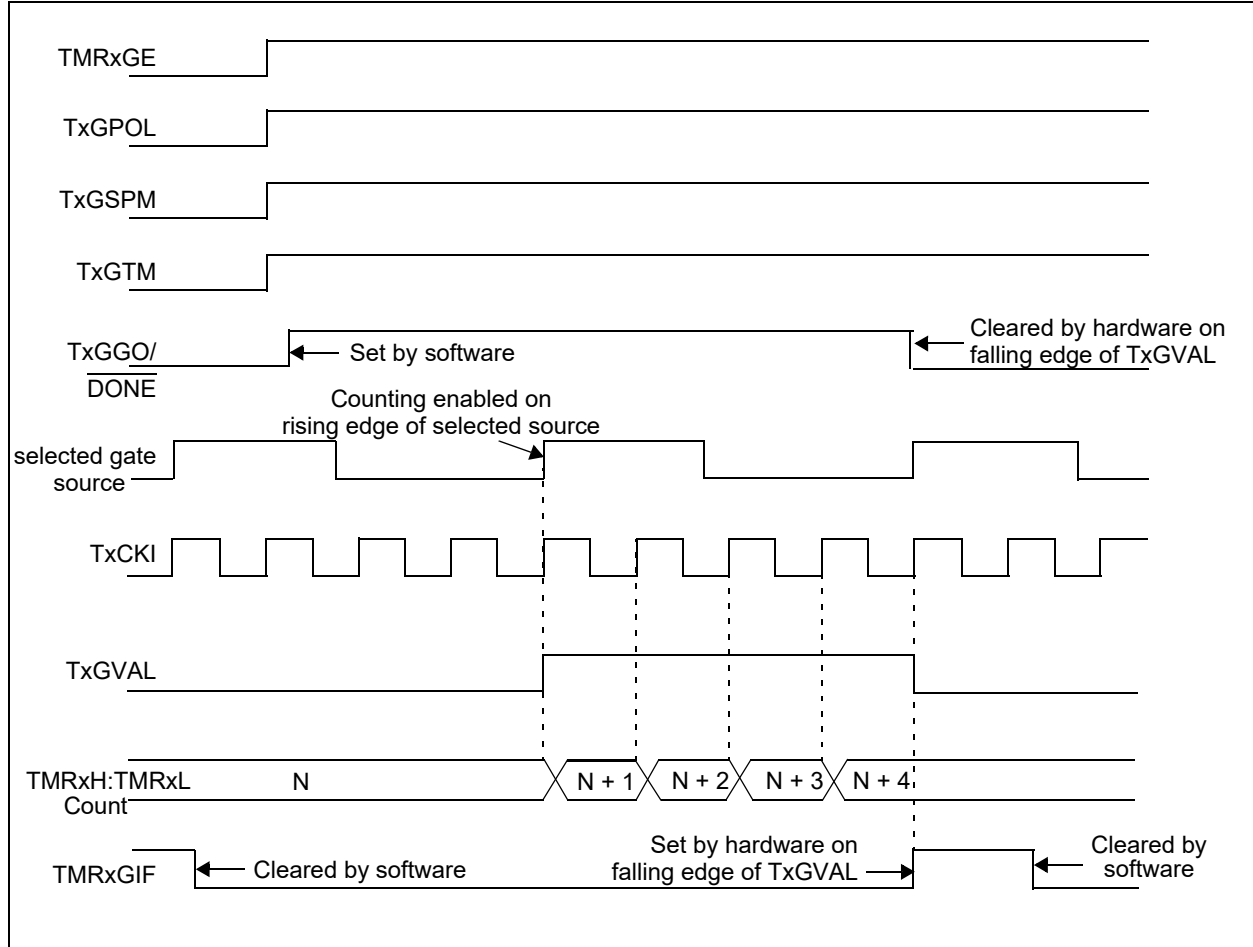 TMRxGE
TxGPOL
TxGSPM
TxGTM
TxGGO/
DONE
Set by software
Cleared by hardware on
falling edge of TxGVAL
Counting enabled on
rising edge of selected source
selected gate
source
TxCKI
TxGVAL
TMRxH:TMRxL
Count
N
N + 1
N + 2
N + 3
N + 4
TMRxGIF
Cleared by software
Set by hardware on
falling edge of TxGVAL
Cleared by
software